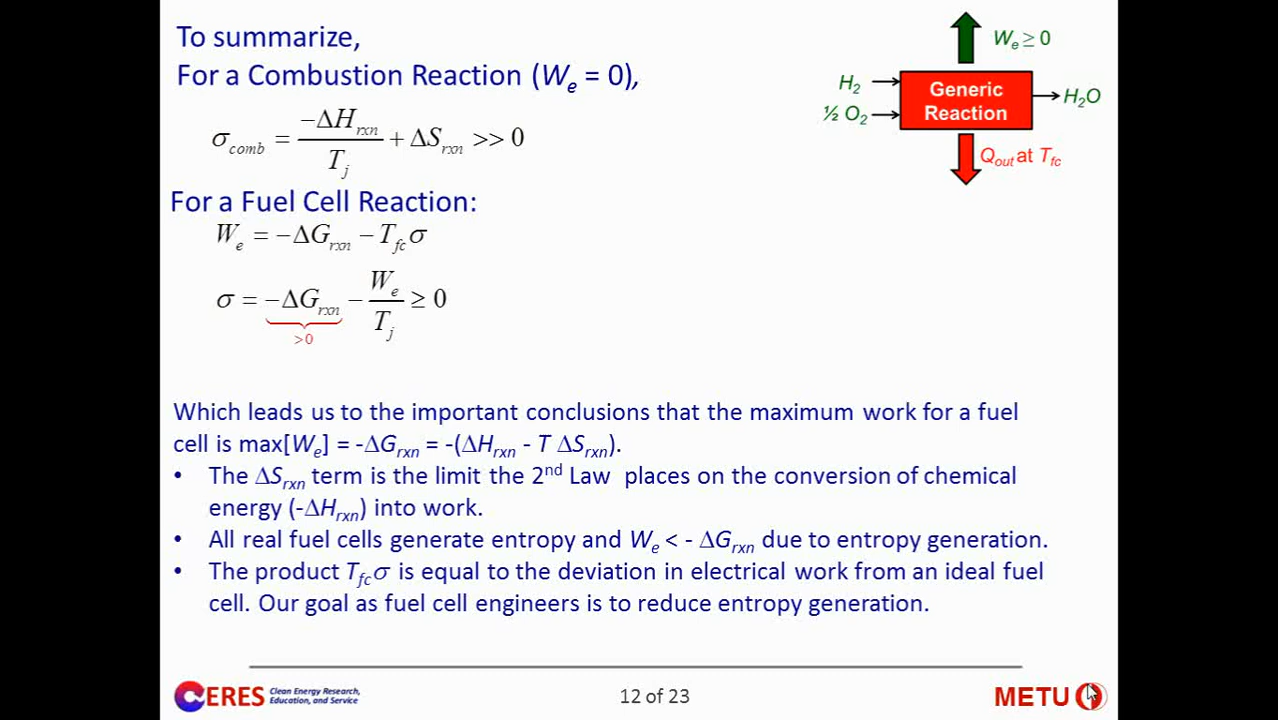 To summarize,
For a Combustion Reaction (We = 0),
σcomb = −ΔHrxn / Tj + ΔSrxn >> 0
For a Fuel Cell Reaction:
We = −ΔGrxn − Tfcσ
σ = −ΔGrxn − We / Tj ≥ 0
>0
We ≥ 0
H2
½ O2
Generic
Reaction
H2O
Qout at Tfc
Which leads us to the important conclusions that the maximum work for a fuel
cell is max[We] = -ΔGrxn = -(ΔHrxn - T ΔSrxn).
• The ΔSrxn term is the limit the 2nd Law places on the conversion of chemical
energy (-ΔHrxn) into work.
• All real fuel cells generate entropy and We < - ΔGrxn due to entropy generation.
• The product Tfcσ is equal to the deviation in electrical work from an ideal fuel
cell. Our goal as fuel cell engineers is to reduce entropy generation.
CERES Clean Energy Research,
Education, and Service
12 of 23
METU